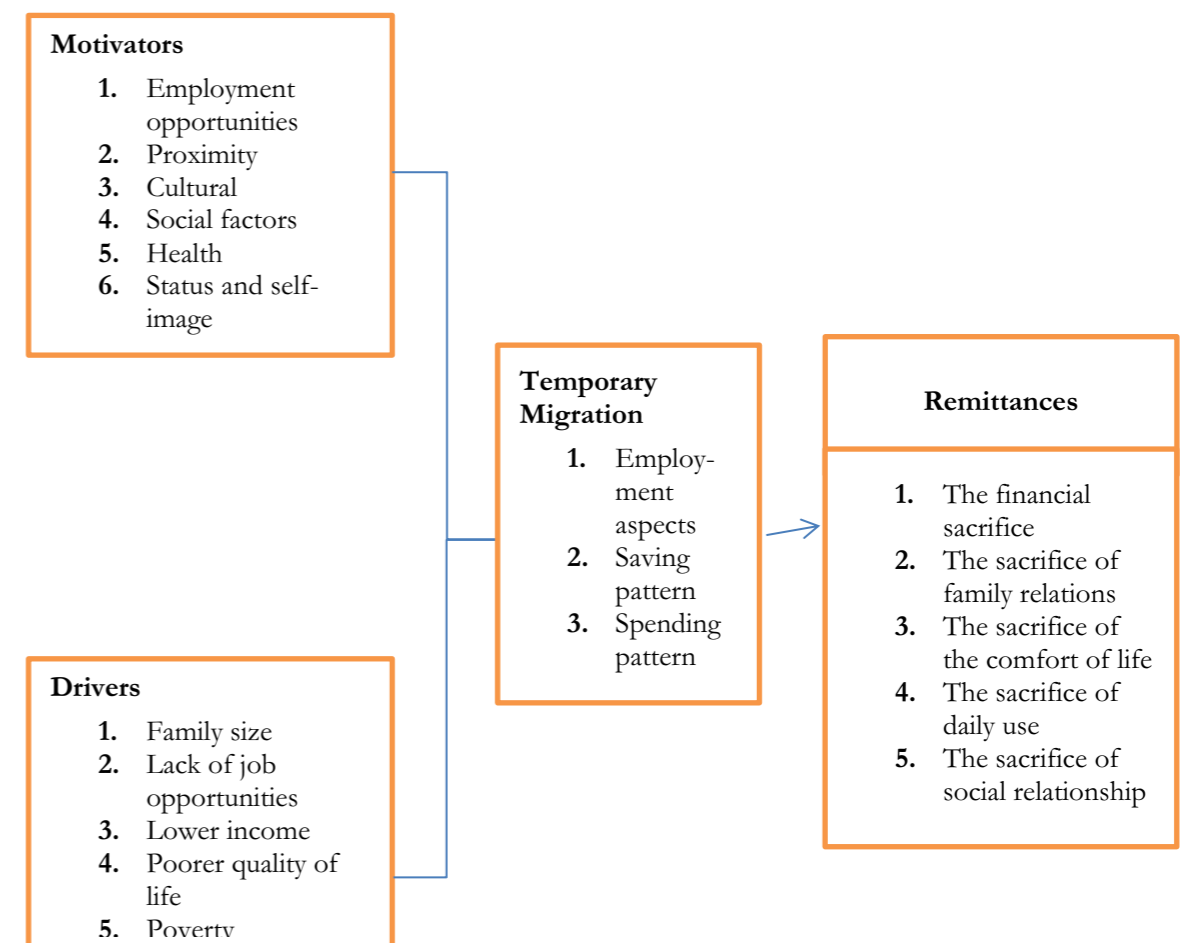 Motivators
1. Employment
opportunities
2. Proximity
3. Cultural
4. Social factors
5. Health
6. Status and self-
image
Temporary
Migration
1. Employ-
ment
aspects
2. Saving
pattern
3. Spending
pattern
Remittances
1. The financial
sacrifice
2. The sacrifice of
family relations
3. The sacrifice of
the comfort of life
4. The sacrifice of
daily use
5. The sacrifice of
social relationship
Drivers
1. Family size
2. Lack of job
opportunities
3. Lower income
4. Poorer quality of
life
5. Poverty